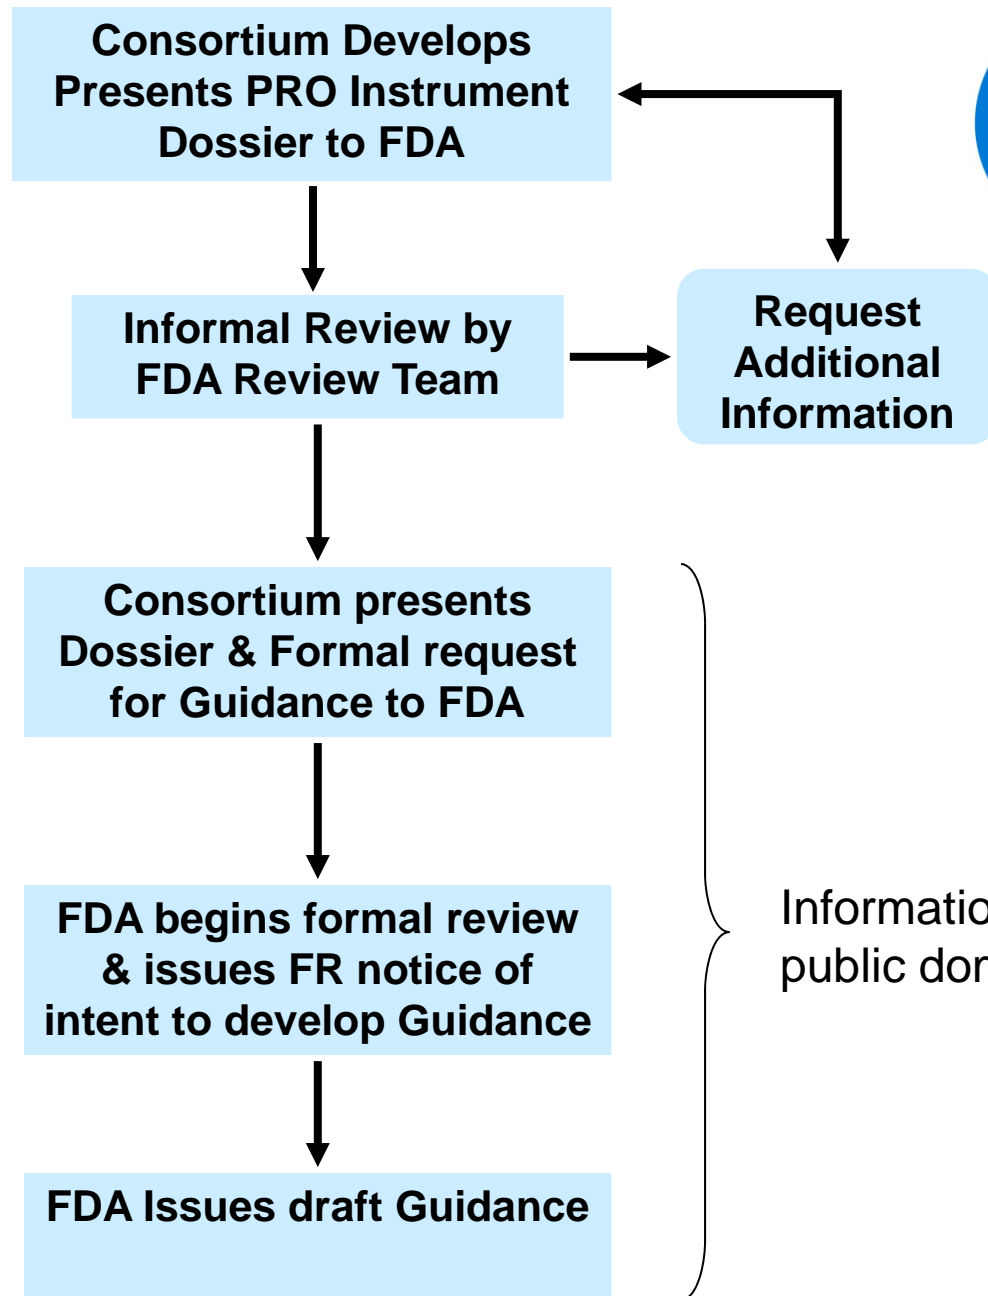 Consortium Develops
Presents PRO Instrument
Dossier to FDA
Informal Review by
FDA Review Team
Request
Additional
Information
Consortium presents
Dossier & Formal request
for Guidance to FDA
FDA begins formal review
& issues FR notice of
intent to develop Guidance
public
FDA Issues draft Guidance